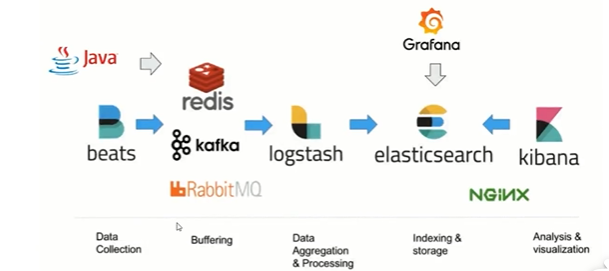 Java
redis
Grafana
beats
kafka
logstash
elasticsearch
kibana
RabbitMQ
NGINX
Data
Collection
Buffering
Data
Aggregation
& Processing
Indexing &
storage
Analysis &
visualization